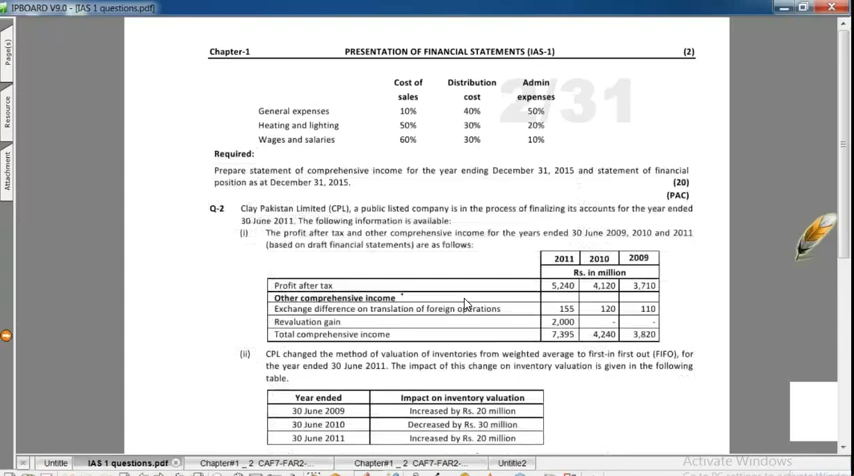 IPBOARD V9.0 - [IAS 1 questions.pdf]
Page(s)
Resource
Attachment
Chapter-1 PRESENTATION OF FINANCIAL STATEMENTS (IAS-1) (2)
2/31
Cost of Distribution Admin
sales cost expenses
General expenses 10% 40% 50%
Heating and lighting 50% 30% 20%
Wages and salaries 60% 30% 10%
Required:
Prepare statement of comprehensive income for the year ending December 31, 2015 and statement of financial
position as at December 31, 2015. (20)
(PAC)
Q-2 Clay Pakistan Limited (CPL), a public listed company is in the process of finalizing its accounts for the year ended
30 June 2011. The following information is available:
(i) The profit after tax and other comprehensive income for the years ended 30 June 2009, 2010 and 2011
(based on draft financial statements) are as follows:
2011 2010 2009
Rs. in million
Profit after tax 5,240 4,120 3,710
Other comprehensive income
Exchange difference on translation of foreign operations 155 120 110
Revaluation gain 2,000 - -
Total comprehensive income 7,395 4,240 3,820
(ii) CPL changed the method of valuation of inventories from weighted average to first-in first out (FIFO), for
the year ended 30 June 2011. The impact of this change on inventory valuation is given in the following
table.
Year ended Impact on inventory valuation
30 June 2009 Increased by Rs. 20 million
30 June 2010 Decreased by Rs. 30 million
30 June 2011 Increased by Rs. 20 million
Activate Windows
Untitle IAS 1 questions.pdf Chapter#1 _ 2 CAF7-FAR2-... Chapter#1 _ 2 CAF7-FAR2-... Untitle2